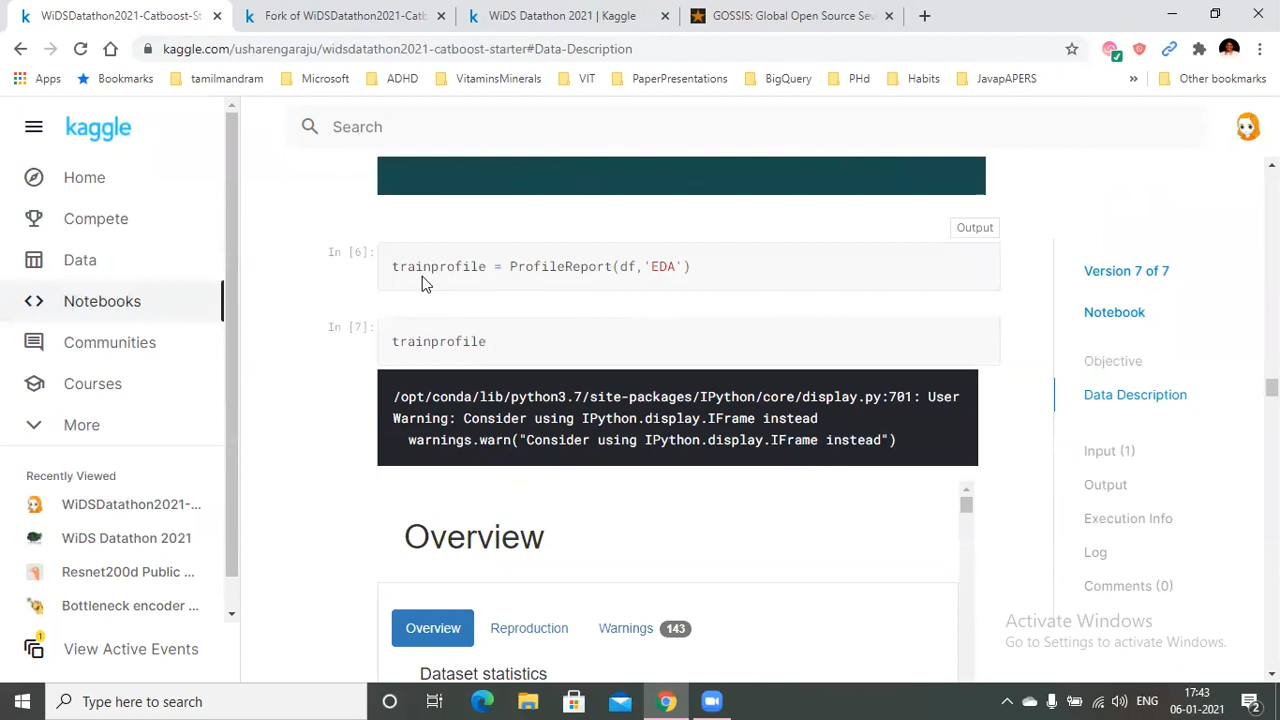 WiDSDatathon2021-Catboost-St
Fork of WiDSDatathon2021-Cat
WiDS Datathon 2021 | Kaggle
GOSSIS: Global Open Source Sev
kaggle.com/usharengaraju/widsdatathon2021-catboost-starter#Data-Description
Apps
Bookmarks
tamilmandram
Microsoft
ADHD
VitaminsMinerals
VIT
PaperPresentations
BigQuery
PHd
Habits
JavapAPERS
»
Other bookmarks
kaggle
Search
Home
Compete
Data
Notebooks
Communities
Courses
More
Recently Viewed
WiDSDatathon2021-...
WiDS Datathon 2021
Resnet200d Public ...
Bottleneck encoder ...
1
View Active Events
Output
In [6]:
trainprofile = ProfileReport(df,'EDA')
In [7]:
trainprofile
/opt/conda/lib/python3.7/site-packages/IPython/core/display.py:701: User
Warning: Consider using IPython.display.IFrame instead
warnings.warn("Consider using IPython.display.IFrame instead")
Overview
Overview
Reproduction
Warnings 143
Dataset statistics
Version 7 of 7
Notebook
Objective
Data Description
Input (1)
Output
Execution Info
Log
Comments (0)
Activate Windows
Go to Settings to activate Windows.
Type here to search
ENG
17:43
06-01-2021
2